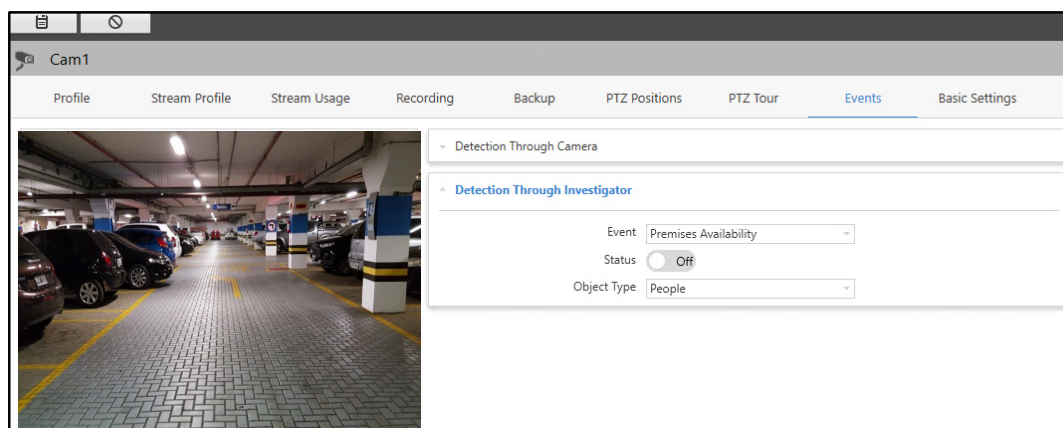 Cam1
Profile Stream Profile Stream Usage Recording Backup PTZ Positions PTZ Tour Events Basic Settings
Detection Through Camera
Detection Through Investigator
Event Premises Availability
Status Off
Object Type People